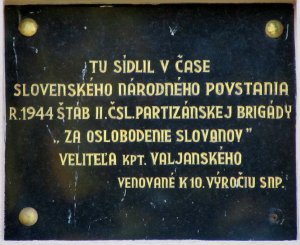 TU SÍDLIL V ČASE
SLOVENSKÉHO NÁRODNÉHO POVSTANIA
R.1944 ŠTÁB II. ČSL. PARTIZÁNSKEJ BRIGÁDY
„ ZA OSLOBODENIE SLOVANOV "
VELITEĽA KPT. VALJANSKÉHO
VENOVANÉ K 10. VÝROČIU SNP.